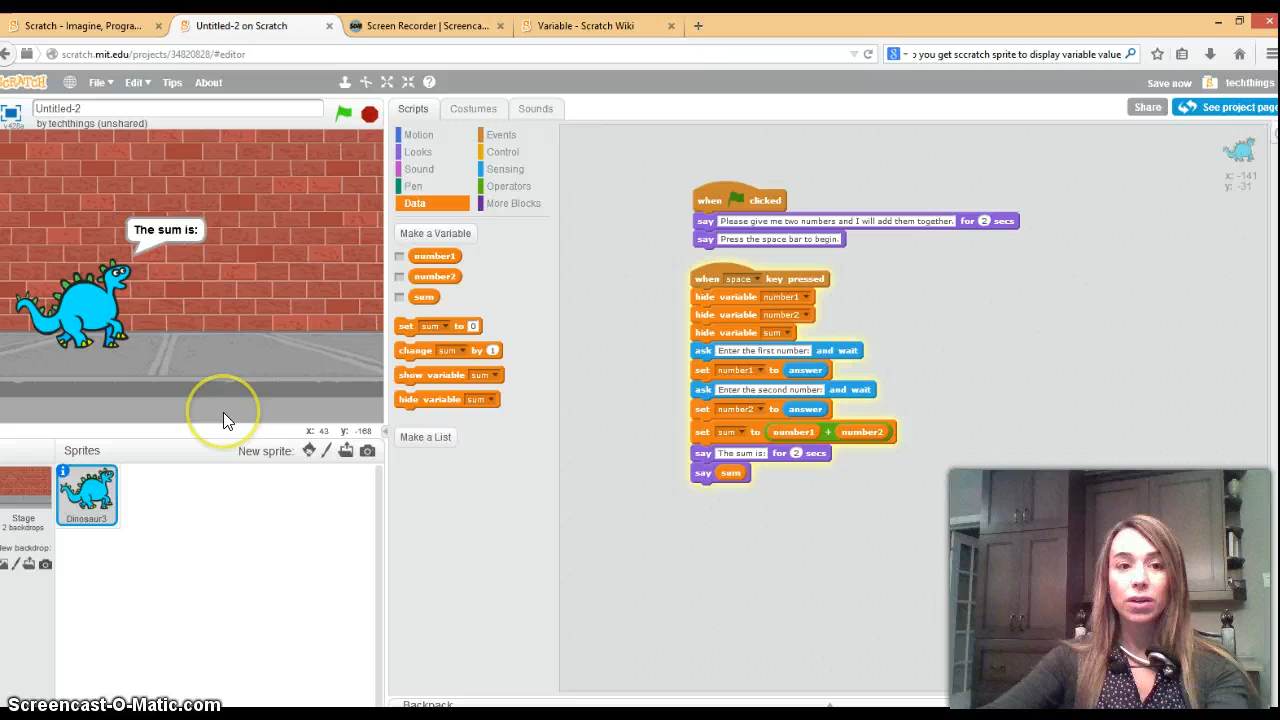 Scratch - Imagine, Progra...
Untitled-2 on Scratch
Screen Recorder | Screenca...
Variable - Scratch Wiki
scratch.mit.edu/projects/34820828/#editor
you get sccratch sprite to display variable value
SCRATCH
File
Edit
Tips
About
Save now
techthings
Untitled-2
by techthings (unshared)
Scripts
Costumes
Sounds
Share
See project page
Motion
Events
Looks
Control
Sound
Sensing
Pen
Operators
Data
More Blocks
Make a Variable
number1
number2
sum
set sum to 0
change sum by 1
show variable sum
hide variable sum
Make a List
The sum is:
x: 43 y: -168
x: -141
y: -31
when clicked
say Please give me two numbers and I will add them together. for 2 secs
say Press the space bar to begin.
when space key pressed
hide variable number1
hide variable number2
hide variable sum
ask Enter the first number: and wait
set number1 to answer
ask Enter the second number: and wait
set number2 to answer
set sum to number1 + number2
say The sum is: for 2 secs
say sum
Sprites
New sprite:
Dinosaur3
Stage
2 backdrops
New backdrop:
Backpack
Screencast-O-Matic.com